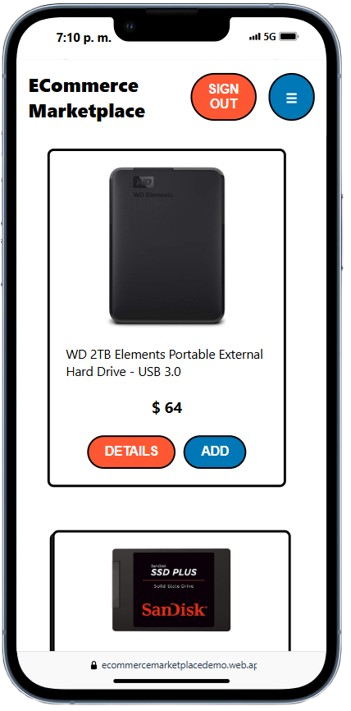 7:10 p. m.
5G
ECommerce
Marketplace
SIGN
OUT
WD
WD Elements
WD 2TB Elements Portable External
Hard Drive - USB 3.0
$ 64
DETAILS
ADD
SanDisk
SSD PLUS
Solid State Drive
SanDisk
ecommercemarketplacedemo.web.ap